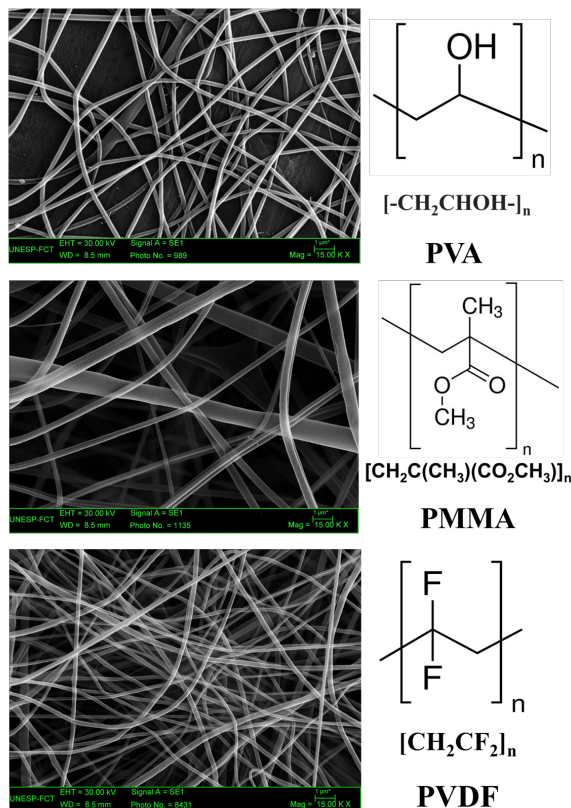 OH
n
[-CH₂CHOH-]ₙ
PVA
UNESP-FCT EHT = 30.00 kV Signal A = SE1 1 µm*
WD = 8.5 mm Photo No. = 989 Mag = 15.00 K X
CH₃
O
O
CH₃
n
[CH₂C(CH₃)(CO₂CH₃)]ₙ
PMMA
UNESP-FCT EHT = 30.00 kV Signal A = SE1 1 µm*
WD = 8.5 mm Photo No. = 1135 Mag = 15.00 K X
F
F
n
[CH₂CF₂]ₙ
PVDF
UNESP-FCT EHT = 30.00 kV Signal A = SE1 1 µm*
WD = 8.5 mm Photo No. = 8431 Mag = 15.00 K X